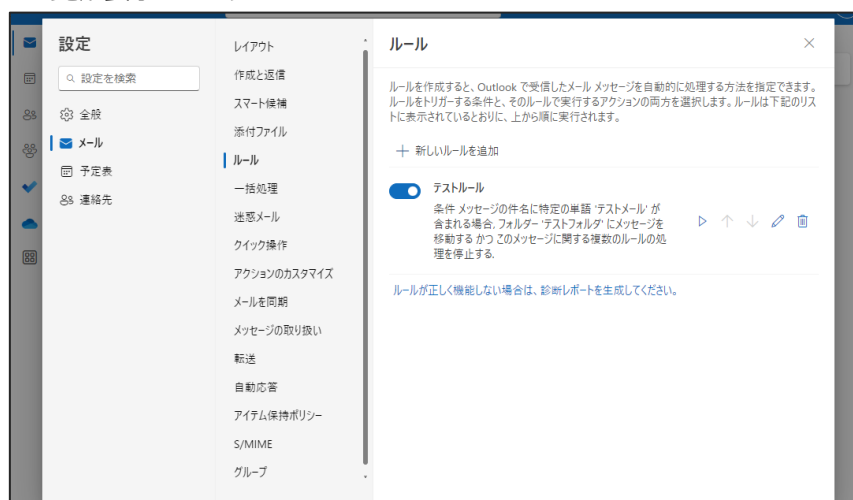 設定
設定を検索
全般
メール
予定表
連絡先
レイアウト
作成と返信
スマート候補
添付ファイル
ルール
一括処理
迷惑メール
クイック操作
アクションのカスタマイズ
メールを同期
メッセージの取り扱い
転送
自動応答
アイテム保持ポリシー
S/MIME
グループ
ルール
ルールを作成すると、Outlook で受信したメール メッセージを自動的に処理する方法を指定できます。
ルールをトリガーする条件と、そのルールで実行するアクションの両方を選択します。ルールは下記のリス
トに表示されているとおりに、上から順に実行されます。
新しいルールを追加
テストルール
条件 メッセージの件名に特定の単語 'テストメール' が
含まれる場合, フォルダー 'テストフォルダ' にメッセージを
移動する かつ このメッセージに関する複数のルールの処
理を停止する.
ルールが正しく機能しない場合は、診断レポートを生成してください。